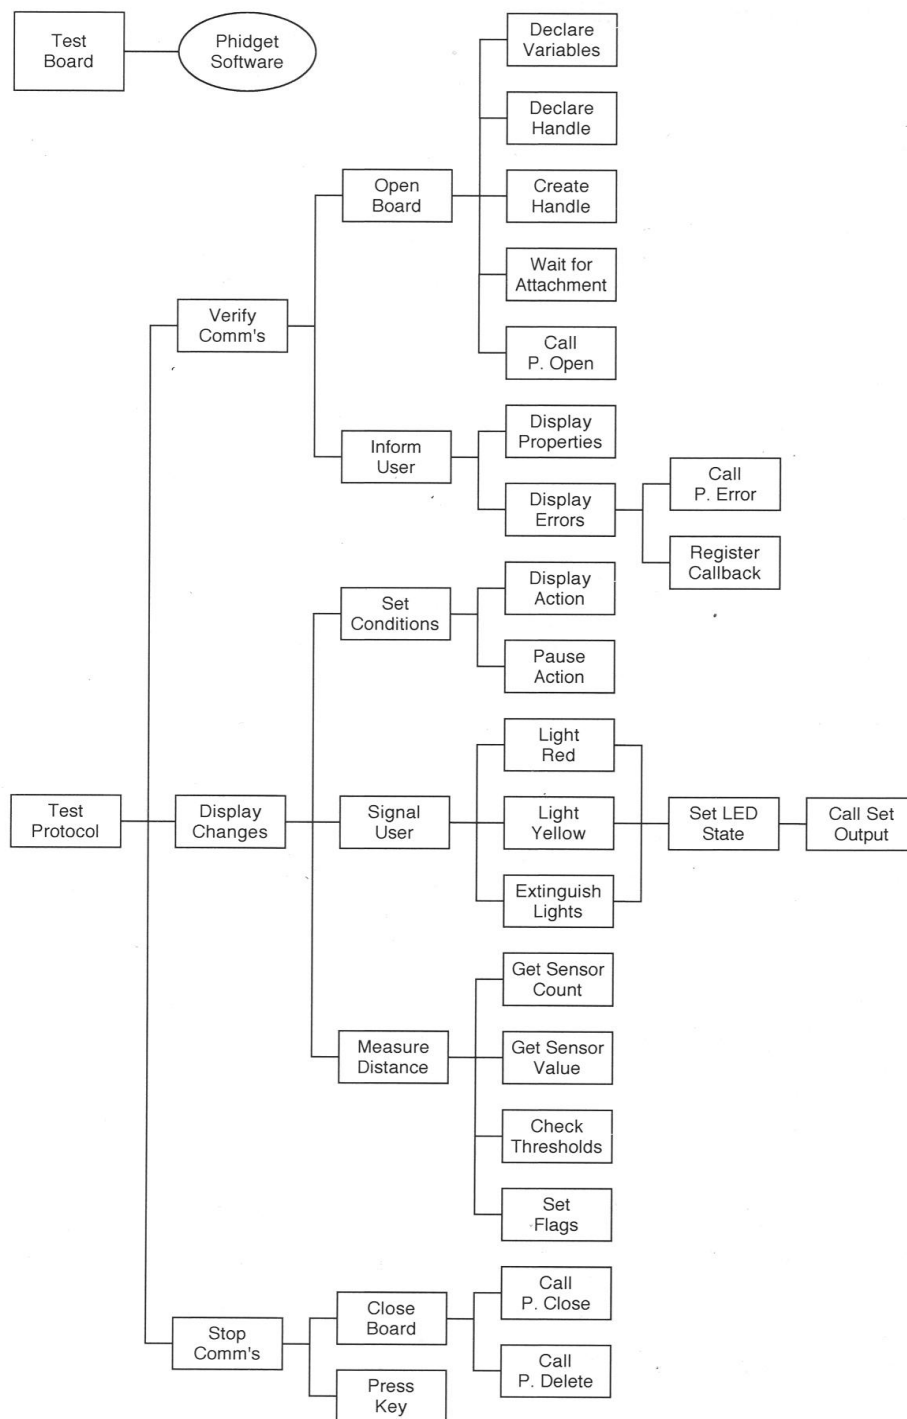 Test
Board
Phidget
Software
Declare
Variables
Declare
Handle
Open
Board
Create
Handle
Wait for
Attachment
Verify
Comm's
Call
P. Open
Inform
User
Display
Properties
Display
Errors
Call
P. Error
Register
Callback
Set
Conditions
Display
Action
Pause
Action
Light
Red
Test
Protocol
Display
Changes
Signal
User
Light
Yellow
Set LED
State
Call Set
Output
Extinguish
Lights
Get Sensor
Count
Measure
Distance
Get Sensor
Value
Check
Thresholds
Set
Flags
Stop
Comm's
Close
Board
Call
P. Close
Call
P. Delete
Press
Key